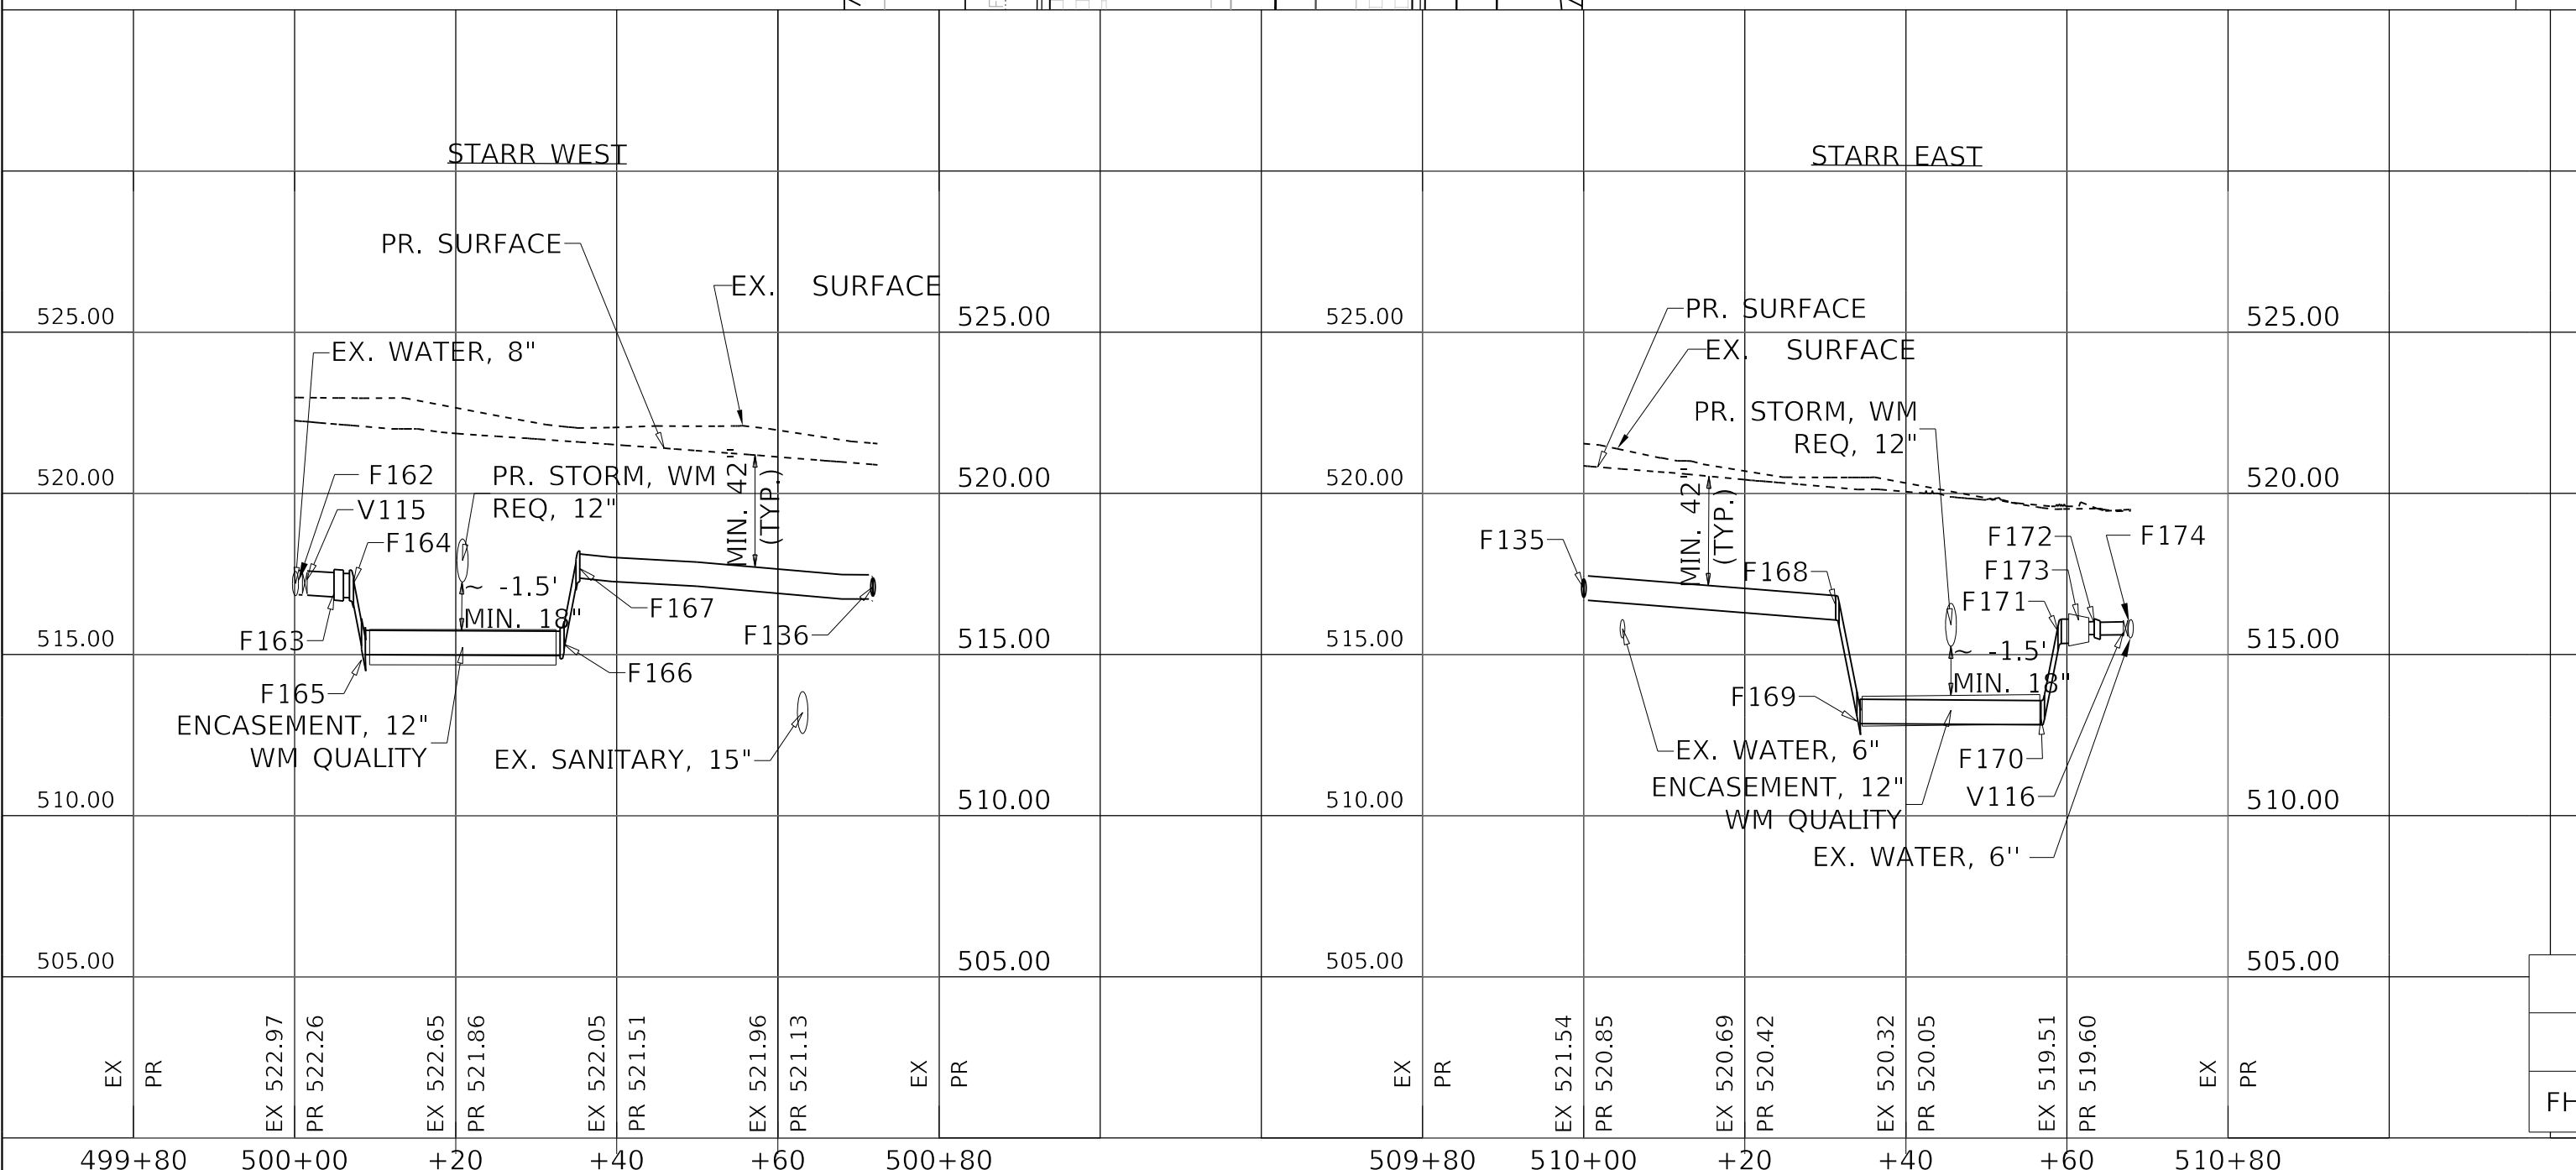 STARR WEST
STARR EAST
PR. SURFACE
EX. SURFACE
PR. SURFACE
525.00
525.00
525.00
525.00
EX. WATER, 8"
EX. SURFACE
PR. STORM, WM
REQ, 12"
F162
PR. STORM, WM
REQ, 12"
V115
F164
MIN. 42"
(TYP.)
MIN. 42"
(TYP.)
520.00
520.00
520.00
520.00
F135
F172
F174
F168
F173
~ -1.5'
MIN. 18"
F167
F171
F163
F136
515.00
515.00
515.00
515.00
~ -1.5'
MIN. 18"
F166
F165
F169
ENCASEMENT, 12"
WM QUALITY
EX. SANITARY, 15"
EX. WATER, 6"
F170
ENCASEMENT, 12"
WM QUALITY
V116
510.00
510.00
510.00
510.00
EX. WATER, 6''
505.00
505.00
505.00
505.00
EX
PR
EX 522.97
PR 522.26
EX 522.65
PR 521.86
EX 522.05
PR 521.51
EX 521.96
PR 521.13
EX
PR
EX
PR
EX 521.54
PR 520.85
EX 520.69
PR 520.42
EX 520.32
PR 520.05
EX 519.51
PR 519.60
EX
PR
FH
499+80
500+00
+20
+40
+60
500+80
509+80
510+00
+20
+40
+60
510+80